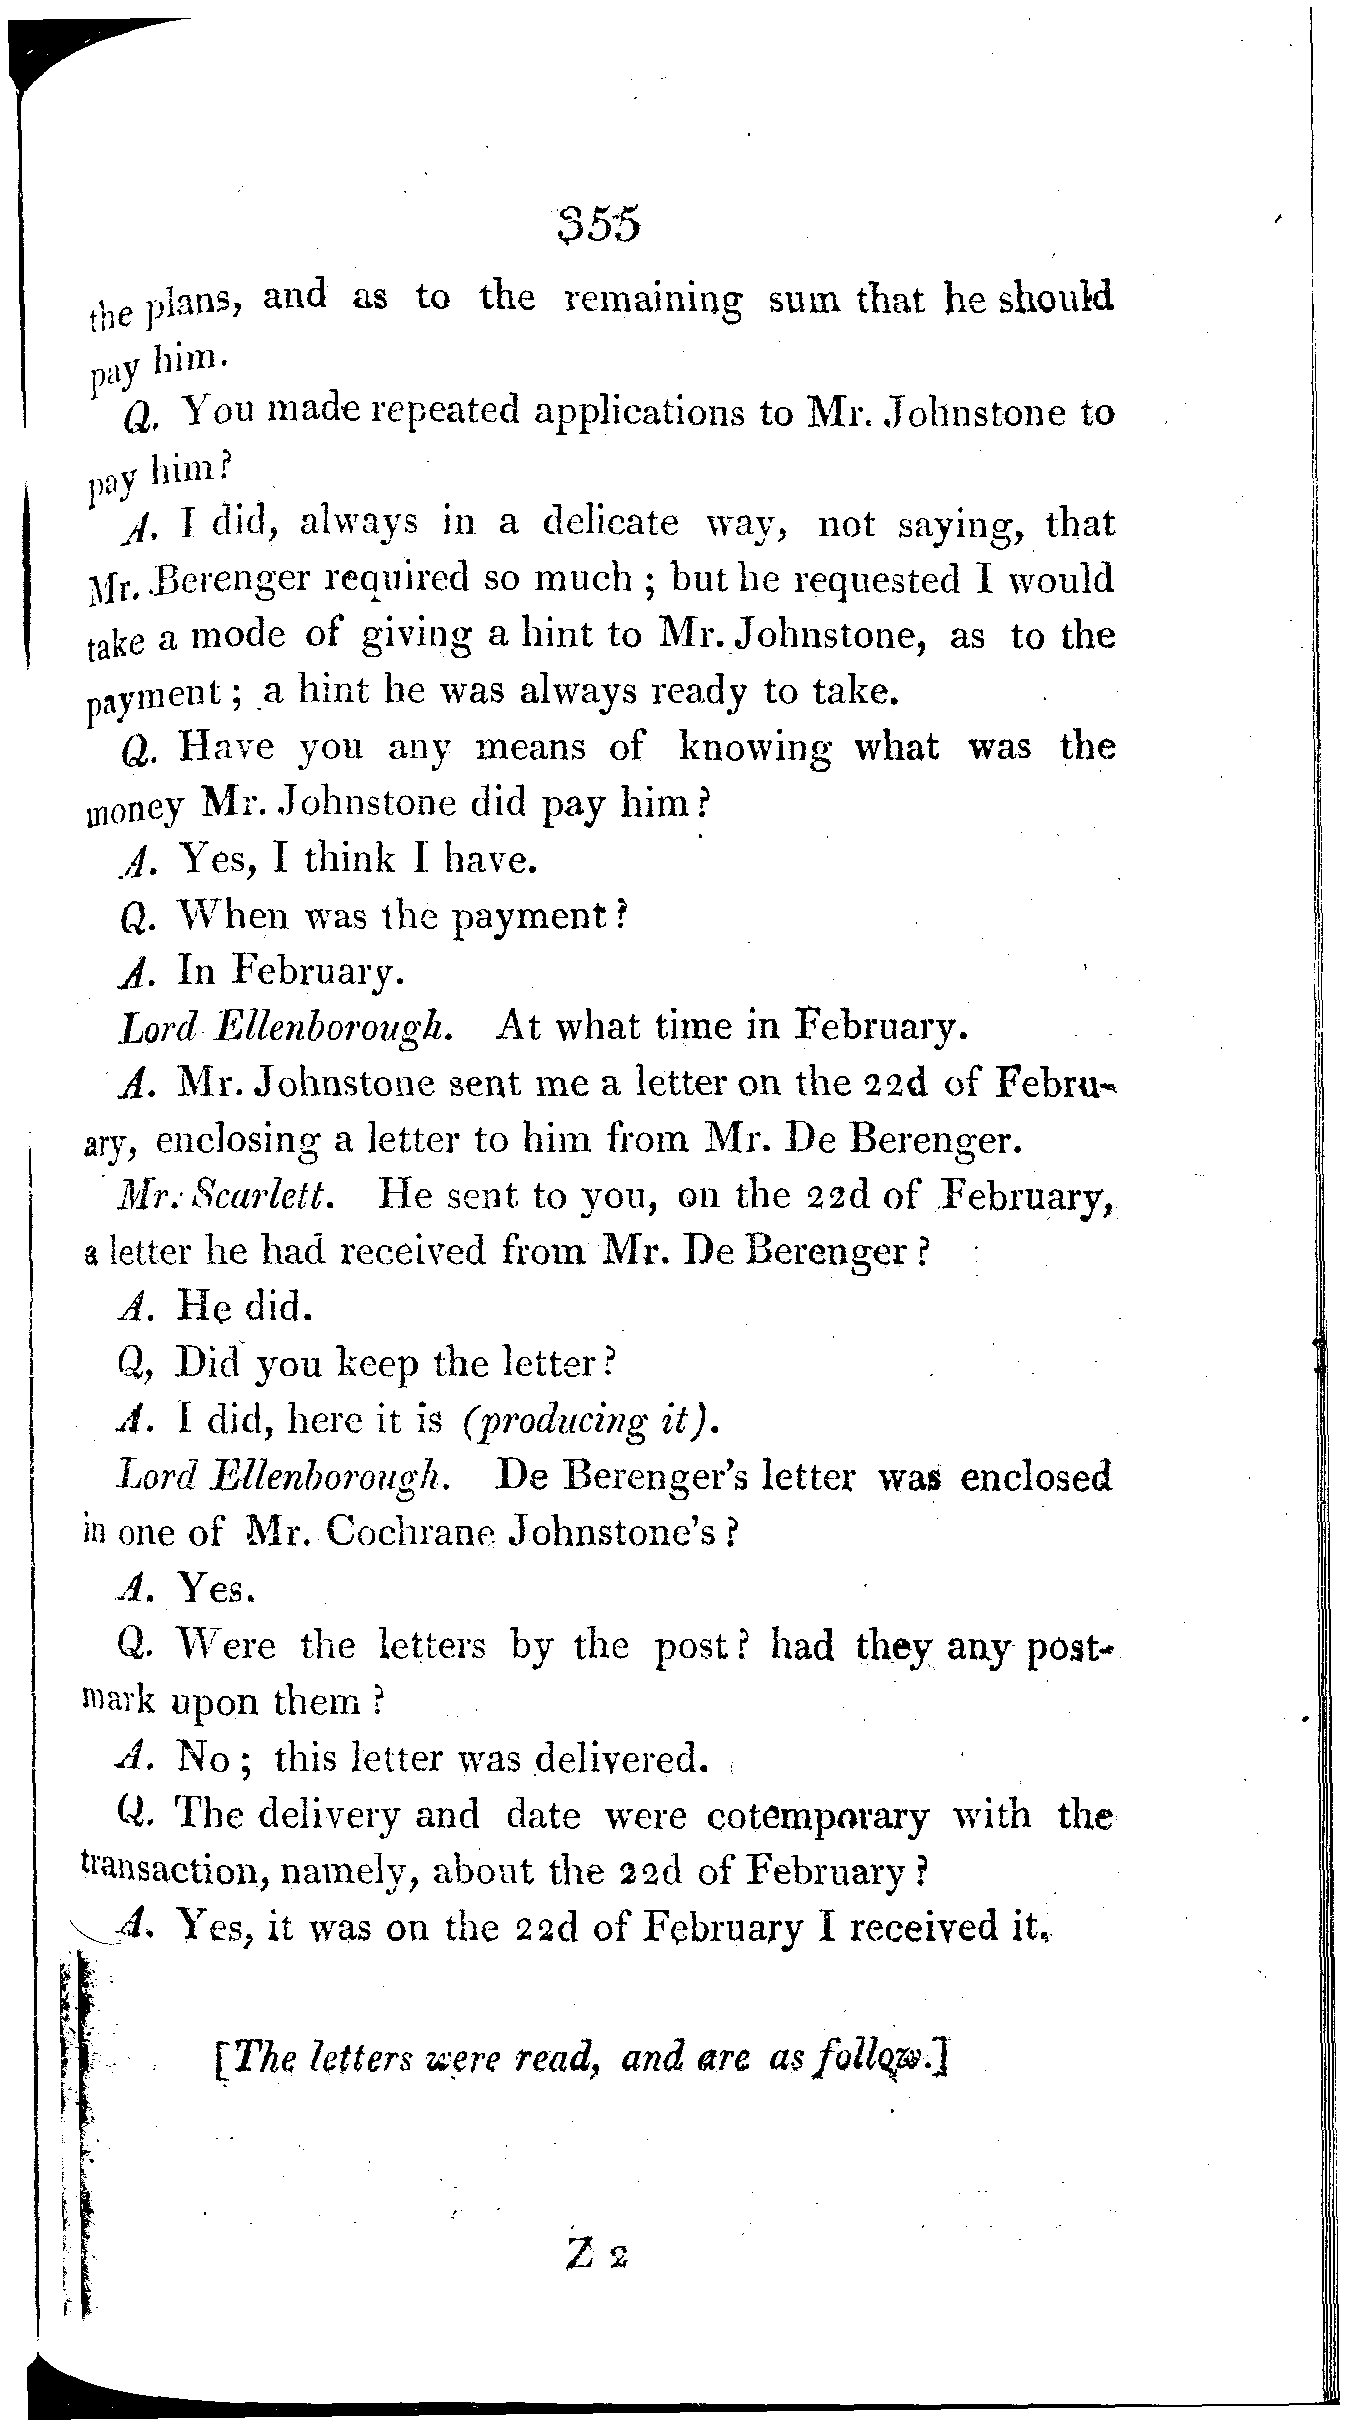 355
the plans, and as to the remaining sum that he should
pay him.
Q. You made repeated applications to Mr. Johnstone to
pay him?
A. I did, always in a delicate way, not saying, that
Mr. Berenger required so much ; but he requested I would
take a mode of giving a hint to Mr. Johnstone, as to the
payment ; a hint he was always ready to take.
Q. Have you any means of knowing what was the
money Mr. Johnstone did pay him?
A. Yes, I think I have.
Q. When was the payment?
A. In February.
Lord Ellenborough. At what time in February.
A. Mr. Johnstone sent me a letter on the 22d of Febru-
ary, enclosing a letter to him from Mr. De Berenger.
Mr. Scarlett. He sent to you, on the 22d of February,
a letter he had received from Mr. De Berenger ?
A. He did.
Q, Did you keep the letter?
A. I did, here it is (producing it).
Lord Ellenborough. De Berenger's letter was enclosed
in one of Mr. Cochrane Johnstone's ?
A. Yes.
Q. Were the letters by the post? had they any post-
mark upon them ?
A. No ; this letter was delivered.
Q. The delivery and date were cotemporary with the
transaction, namely, about the 22d of February ?
A. Yes, it was on the 22d of February I received it.
[The letters were read, and are as follow.]
Z 2